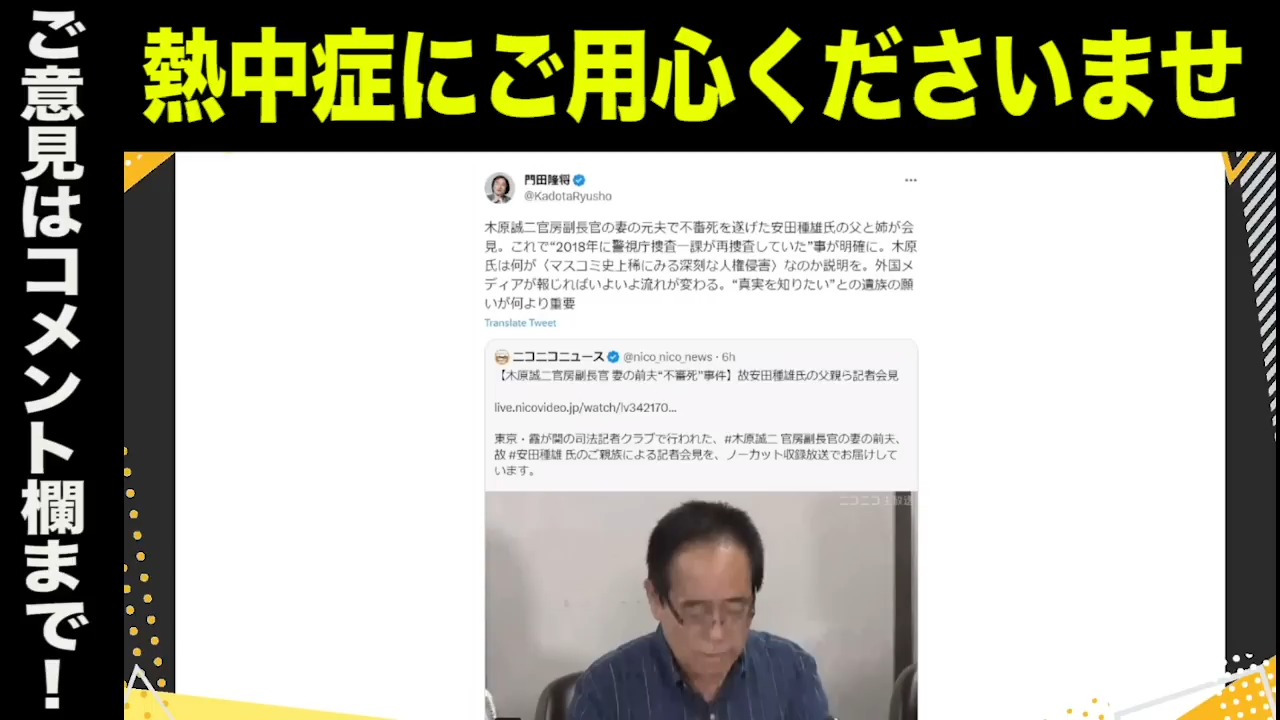 ご意見はコメント欄まで！
熱中症にご用心くださいませ
門田隆将
@KadotaRyusho
木原誠二官房副長官の妻の元夫で不審死を遂げた安田種雄氏の父と姉が会
見。これで“2018年に警視庁捜査一課が再捜査していた”事が明確に。木原
氏は何が〈マスコミ史上稀にみる深刻な人権侵害〉なのか説明を。外国メ
ディアが報じればいよいよ流れが変わる。“真実を知りたい”との遺族の願
いが何より重要
Translate Tweet
ニコニコニュース @nico_nico_news · 6h
【木原誠二官房副長官 妻の前夫“不審死”事件】故安田種雄氏の父親ら記者会見
live.nicovideo.jp/watch/lv342170…
東京・霞が関の司法記者クラブで行われた、#木原誠二 官房副長官の妻の前夫、
故 #安田種雄 氏のご親族による記者会見を、ノーカット収録放送でお届けして
います。
ニコニコ生放送